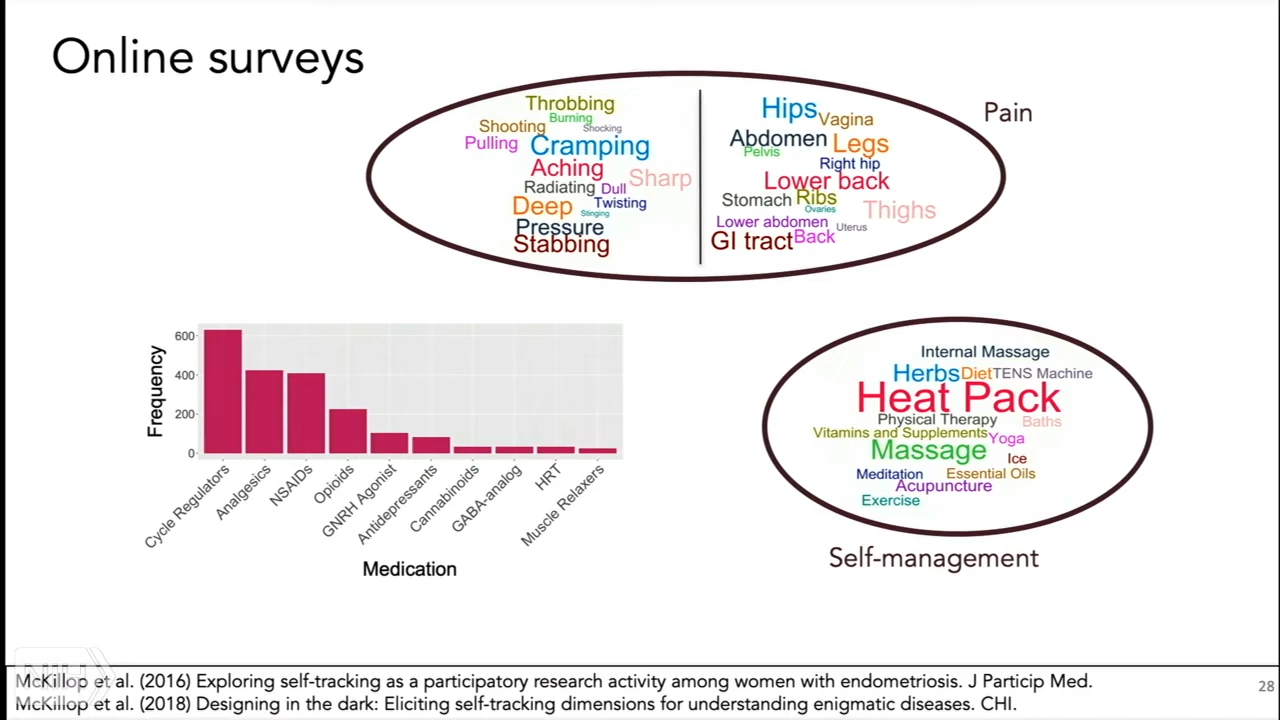 Online surveys
Pain
Throbbing
Burning
Shooting Shocking
Pulling Cramping
Aching Sharp
Radiating Dull
Deep Twisting
Stinging
Pressure
Stabbing
Hips Vagina
Abdomen Legs
Pelvis
Right hip
Lower back
Stomach Ribs
Ovaries Thighs
Lower abdomen Uterus
GI tract Back
Frequency
600
400
200
0
Cycle Regulators
Analgesics
NSAIDs
Opioids
GNRH Agonist
Antidepressants
Cannabinoids
GABA-analog
HRT
Muscle Relaxers
Medication
Internal Massage
Herbs Diet TENS Machine
Heat Pack
Physical Therapy Baths
Vitamins and Supplements Yoga
Massage Ice
Meditation Essential Oils
Acupuncture
Exercise
Self-management
NIH
McKillop et al. (2016) Exploring self-tracking as a participatory research activity among women with endometriosis. J Particip Med.
McKillop et al. (2018) Designing in the dark: Eliciting self-tracking dimensions for understanding enigmatic diseases. CHI.
28